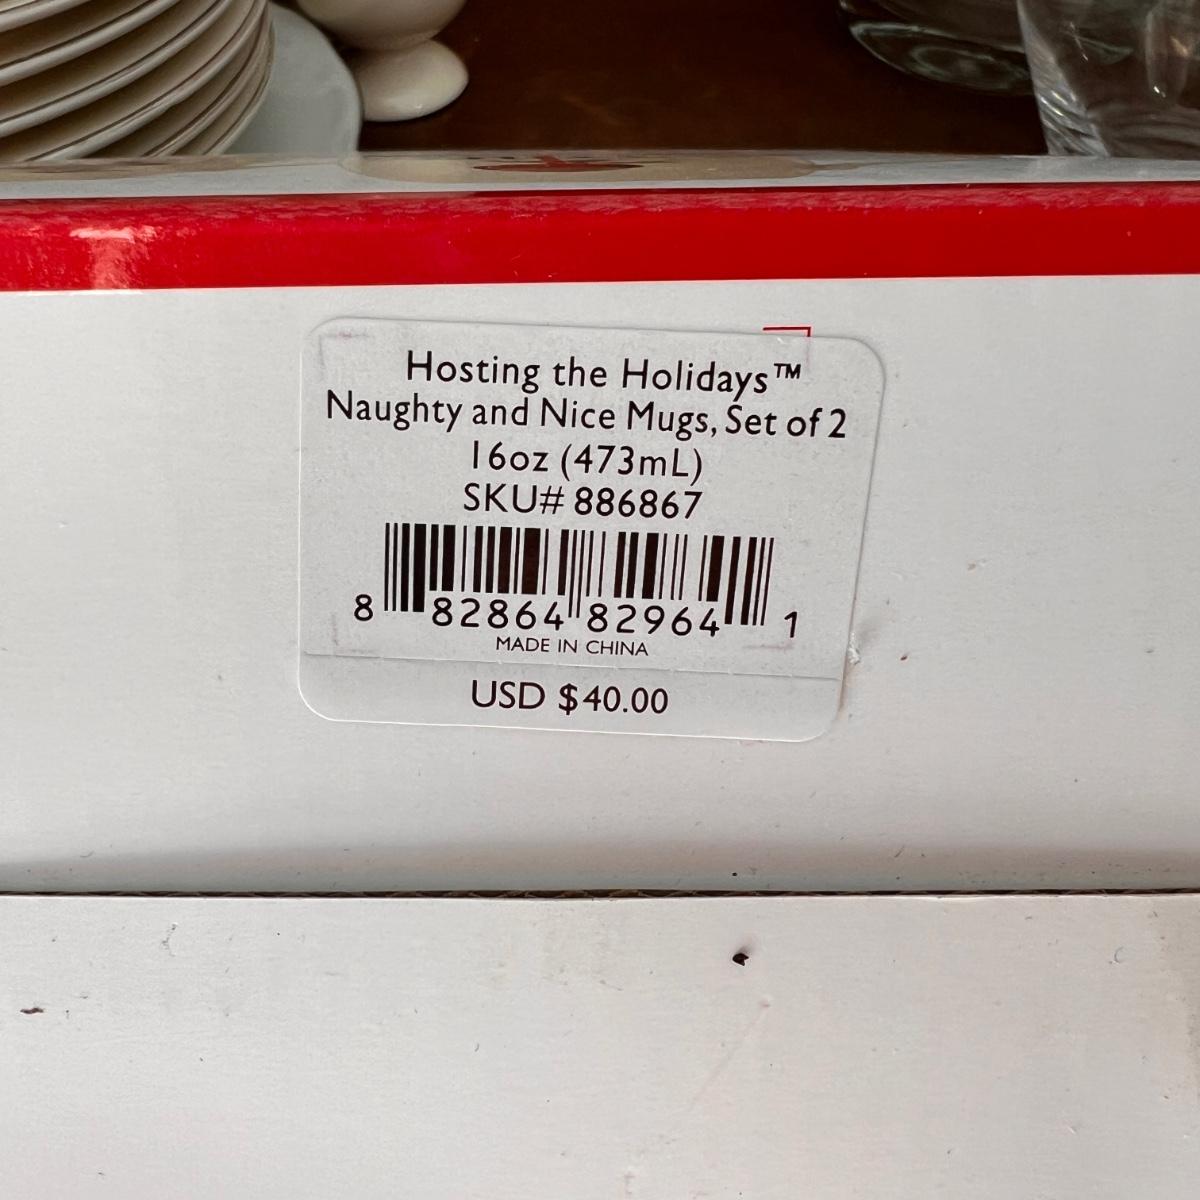 Hosting the Holidays™
Naughty and Nice Mugs, Set of 2
16oz (473mL)
SKU# 886867
8 82864 82964 1
MADE IN CHINA
USD $40.00